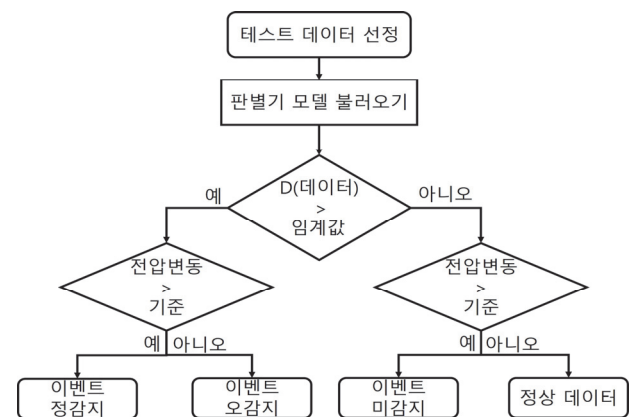 테스트 데이터 선정
판별기 모델 불러오기
D(데이터)
>
임계값
예
아니오
전압변동
>
기준
전압변동
>
기준
예
아니오
예
아니오
이벤트
정감지
이벤트
오감지
이벤트
미감지
정상 데이터